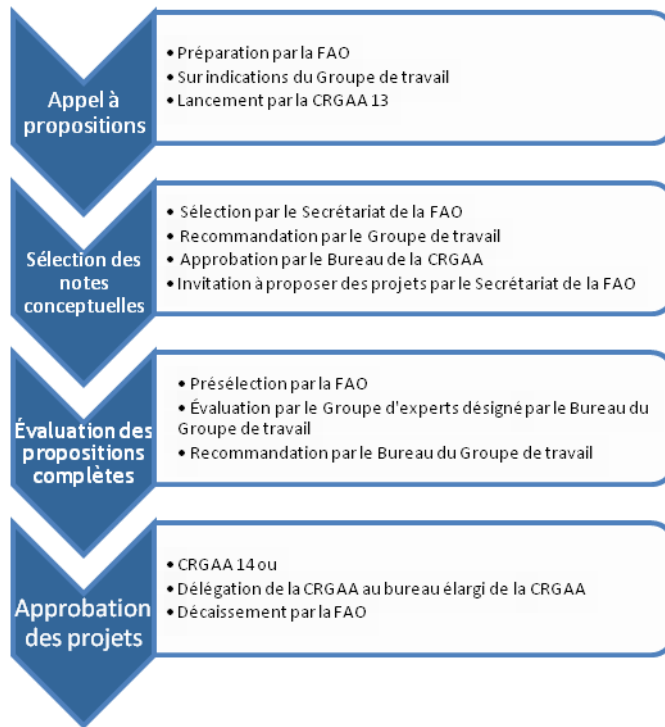 Appel à
propositions
• Préparation par la FAO
• Sur indications du Groupe de travail
• Lancement par la CRGAA 13
Sélection des
notes
conceptuelles
• Sélection par le Secrétariat de la FAO
• Recommandation par le Groupe de travail
• Approbation par le Bureau de la CRGAA
• Invitation à proposer des projets par le Secrétariat de la FAO
Évaluation des
propositions
complètes
• Présélection par la FAO
• Évaluation par le Groupe d'experts désigné par le Bureau du
Groupe de travail
• Recommandation par le Bureau du Groupe de travail
Approbation
des projets
• CRGAA 14 ou
• Délégation de la CRGAA au bureau élargi de la CRGAA
• Décaissement par la FAO